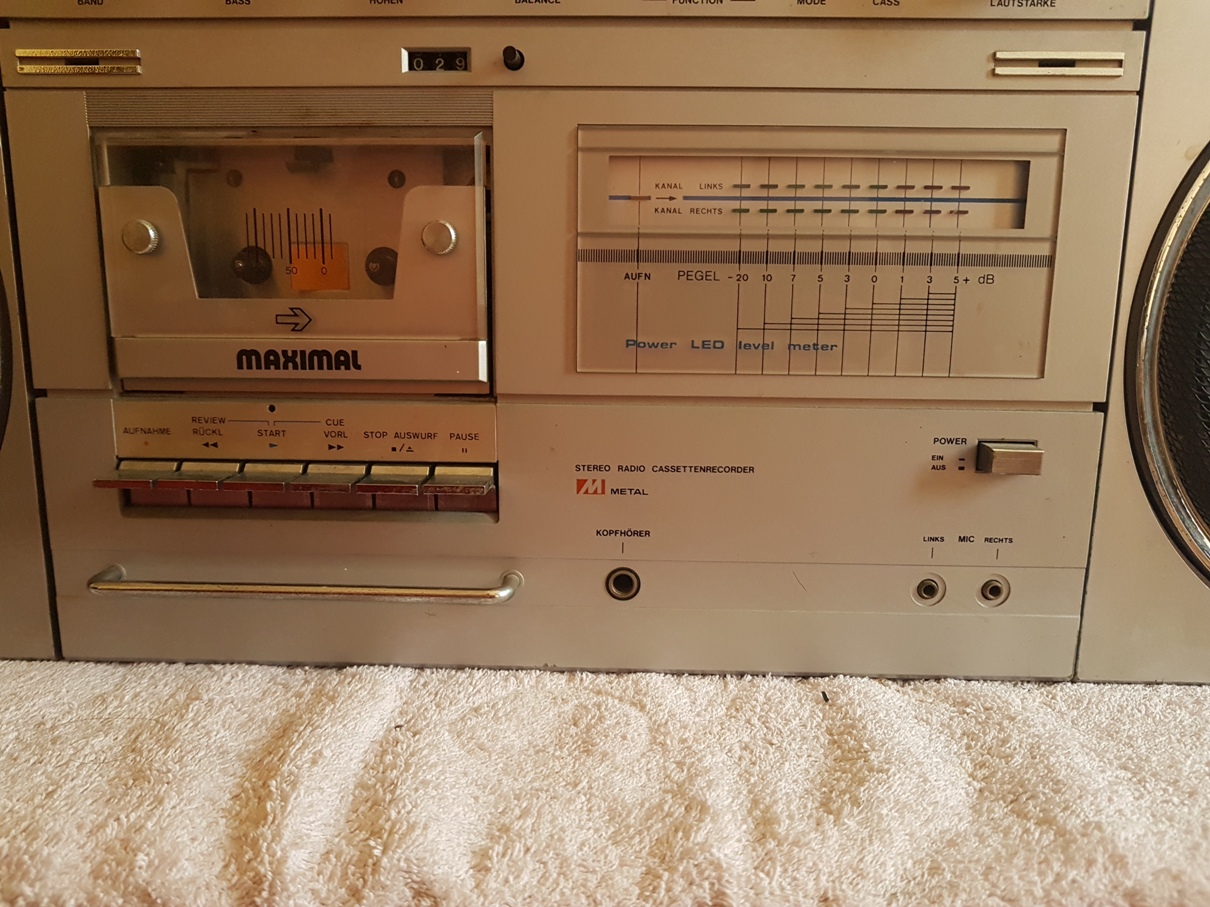 BAND BASS HÖHEN BALANCE FUNCTION MODE CASS LAUTSTÄRKE
029
KANAL LINKS
KANAL RECHTS
AUFN PEGEL -20 10 7 5 3 0 1 3 5+ dB
Power LED level meter
50 0
MAXIMAL
AUFNAHME REVIEW RÜCKL START CUE VORL STOP AUSWURF PAUSE
STEREO RADIO CASSETTENRECORDER
M METAL
POWER
EIN
AUS
KOPFHÖRER
LINKS MIC RECHTS